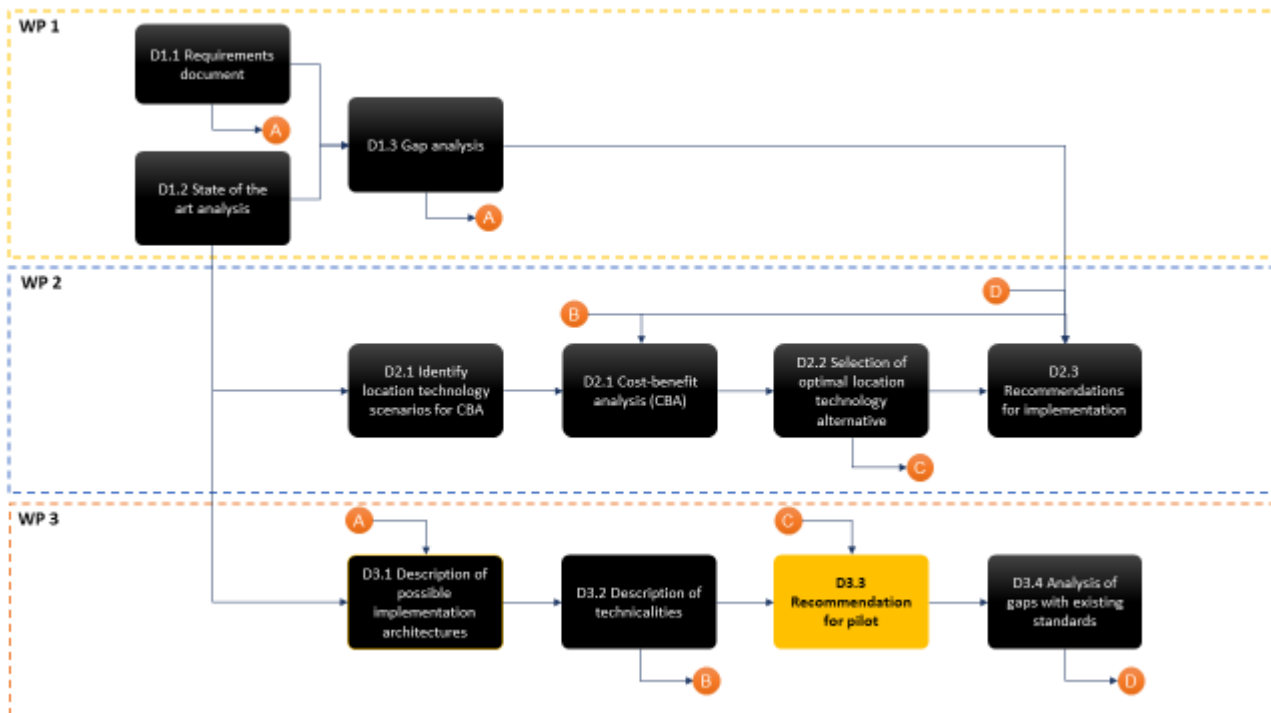 WP 1
D1.1 Requirements
document
A
D1.3 Gap analysis
D1.2 State of the
art analysis
A
WP 2
D
B
D2.1 Identify
location technology
scenarios for CBA
D2.1 Cost-benefit
analysis (CBA)
D2.2 Selection of
optimal location
technology
alternative
D2.3
Recommendations
for implementation
C
WP 3
A
C
D3.1 Description of
possible
implementation
architectures
D3.2 Description of
technicalities
D3.3
Recommendation
for pilot
D3.4 Analysis of
gaps with existing
standards
B
D